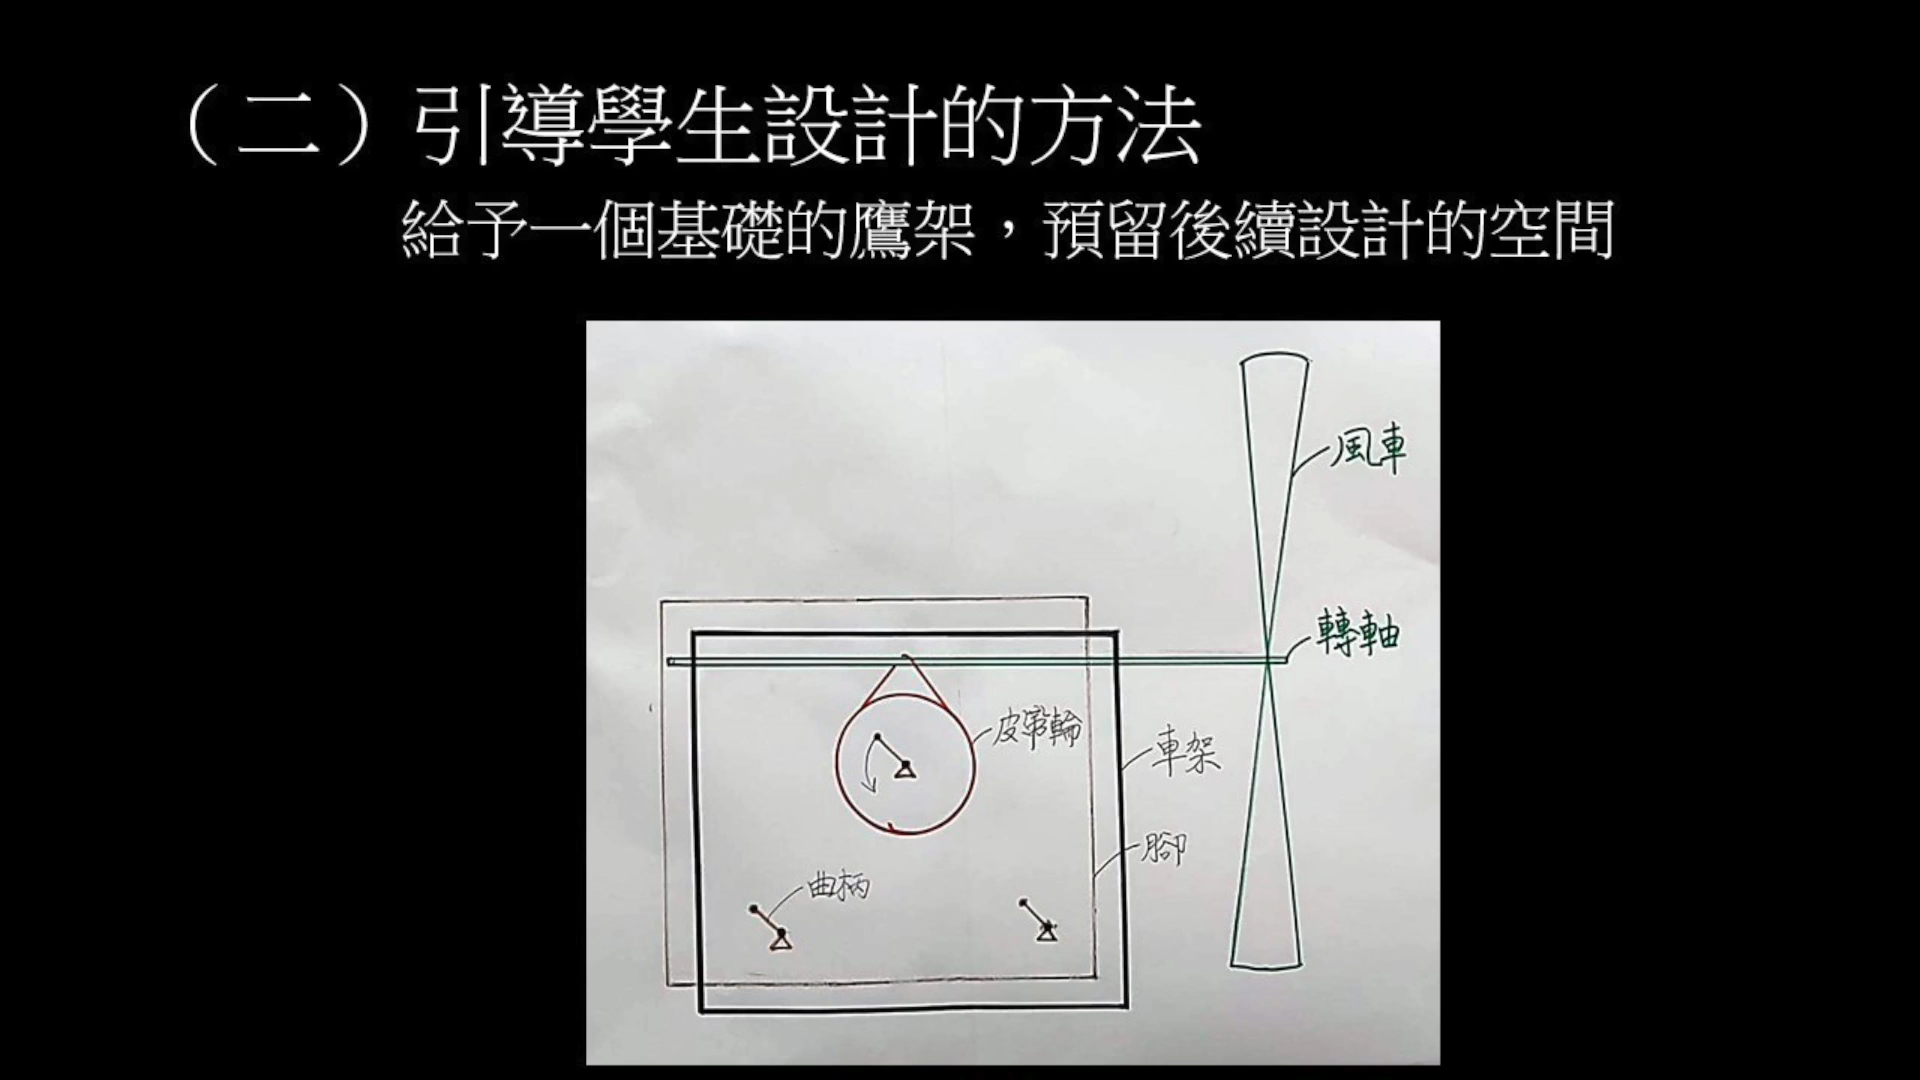 （二）引導學生設計的方法
給予一個基礎的鷹架，預留後續設計的空間
風車
轉軸
皮帶輪
車架
腳
曲柄